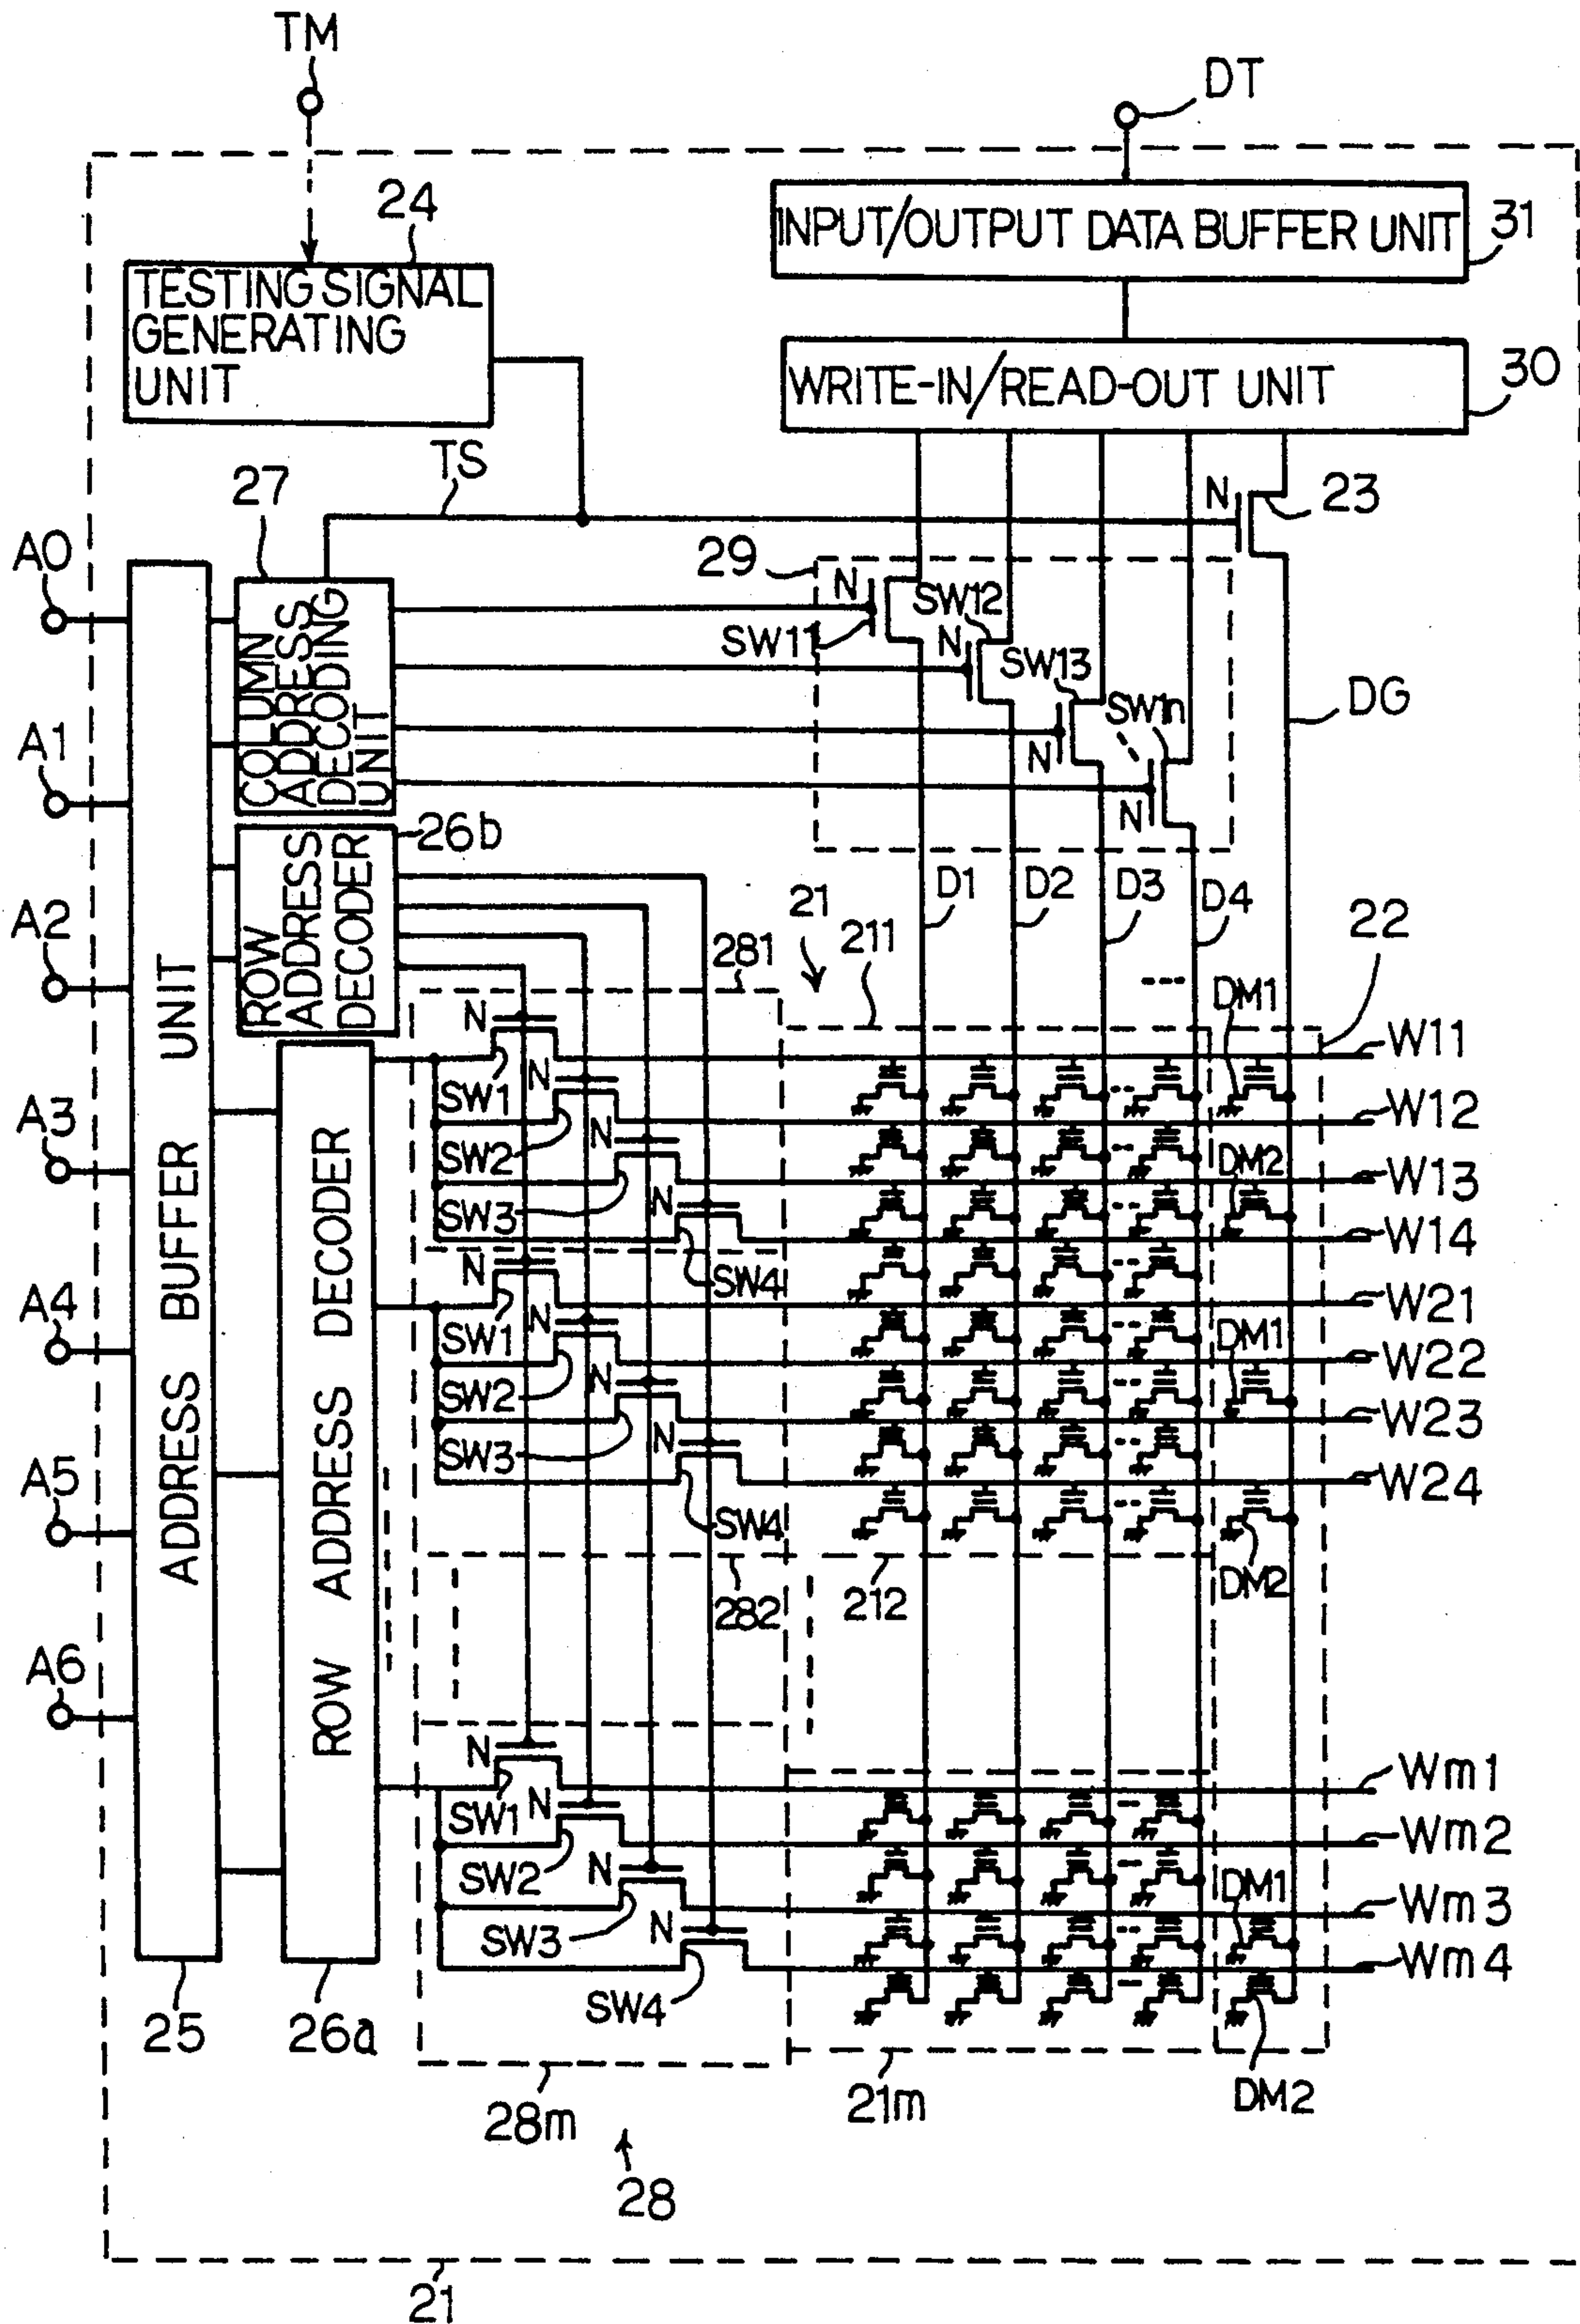 TM
DT
24
TESTING SIGNAL
GENERATING
UNIT
INPUT/OUTPUT DATA BUFFER UNIT
31
WRITE-IN/READ-OUT UNIT
30
TS
N
23
27
A0
COLUMN
ADDRESS
DECODING
UNIT
29
N
SW11
SW12
N
SW13
N
SW1n
N
DG
A1
26b
ROW
ADDRESS
DECODER
A2
D1
D2
D3
D4
21
211
281
22
ADDRESS BUFFER UNIT
ROW ADDRESS DECODER
N
SW1
N
SW2
N
SW3
N
SW4
DM1
W11
W12
DM2
W13
W14
A3
A4
N
SW1
N
SW2
N
SW3
N
SW4
W21
DM1
W22
W23
W24
DM2
A5
282
212
A6
N
SW1
N
SW2
N
SW3
N
SW4
Wm1
Wm2
DM1
Wm3
Wm4
DM2
25
26a
28m
21m
28
21